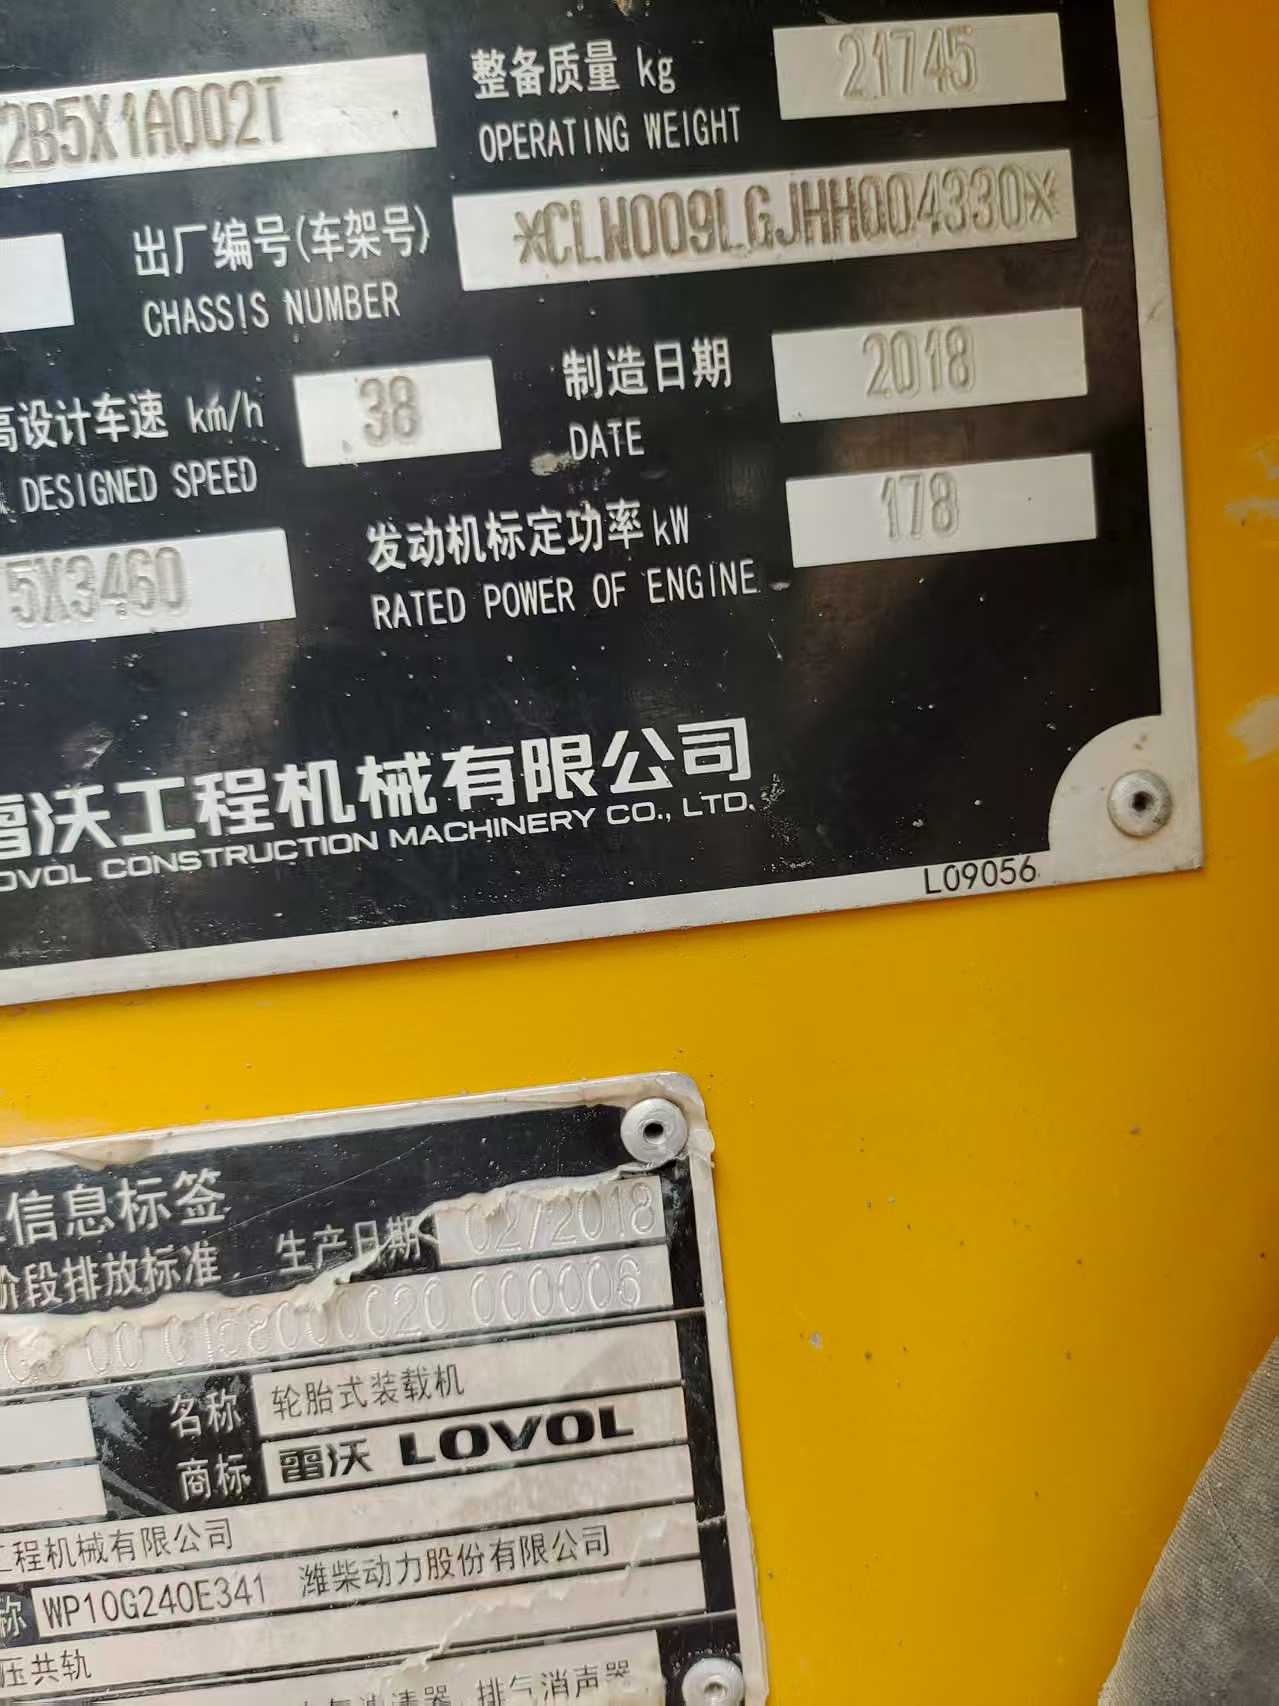 整备质量 kg 21745
OPERATING WEIGHT
2B5X1A002T
出厂编号(车架号) *CLW009LGJHH004330*
CHASSIS NUMBER
高设计车速 km/h 38
DESIGNED SPEED
制造日期 2018
DATE
5X3460
发动机标定功率 kW 178
RATED POWER OF ENGINE
雷沃工程机械有限公司
OVOL CONSTRUCTION MACHINERY CO., LTD.
L09056
信息标签
阶段排放标准 生产日期 02/2018
000006
名称 轮胎式装载机
商标 雷沃 LOVOL
工程机械有限公司
称 WP10G240E341 潍柴动力股份有限公司
压共轨
排气消声器